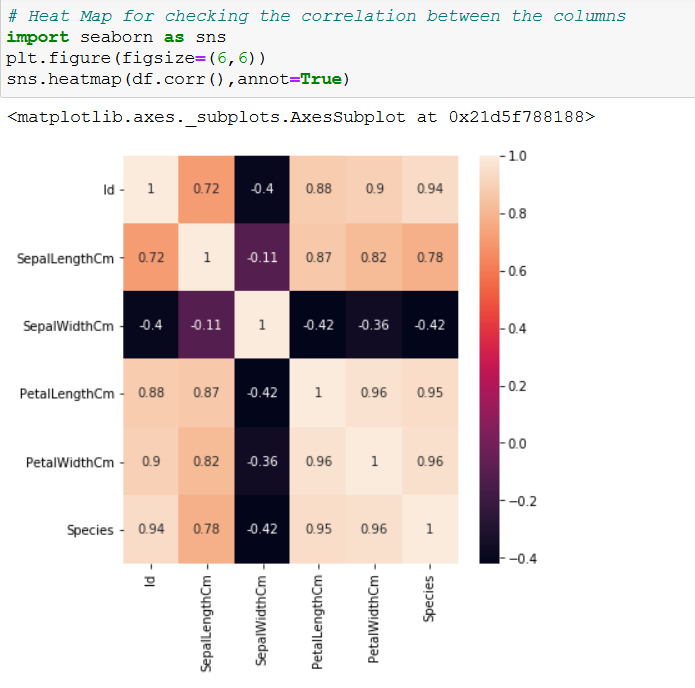 # Heat Map for checking the correlation between the columns
import seaborn as sns
plt.figure(figsize=(6,6))
sns.heatmap(df.corr(),annot=True)
<matplotlib.axes._subplots.AxesSubplot at 0x21d5f788188>
Id 1 0.72 -0.4 0.88 0.9 0.94
SepalLengthCm 0.72 1 -0.11 0.87 0.82 0.78
SepalWidthCm -0.4 -0.11 1 -0.42 -0.36 -0.42
PetalLengthCm 0.88 0.87 -0.42 1 0.96 0.95
PetalWidthCm 0.9 0.82 -0.36 0.96 1 0.96
Species 0.94 0.78 -0.42 0.95 0.96 1
Id
SepalLengthCm
SepalWidthCm
PetalLengthCm
PetalWidthCm
Species
1.0
0.8
0.6
0.4
0.2
0.0
−0.2
−0.4